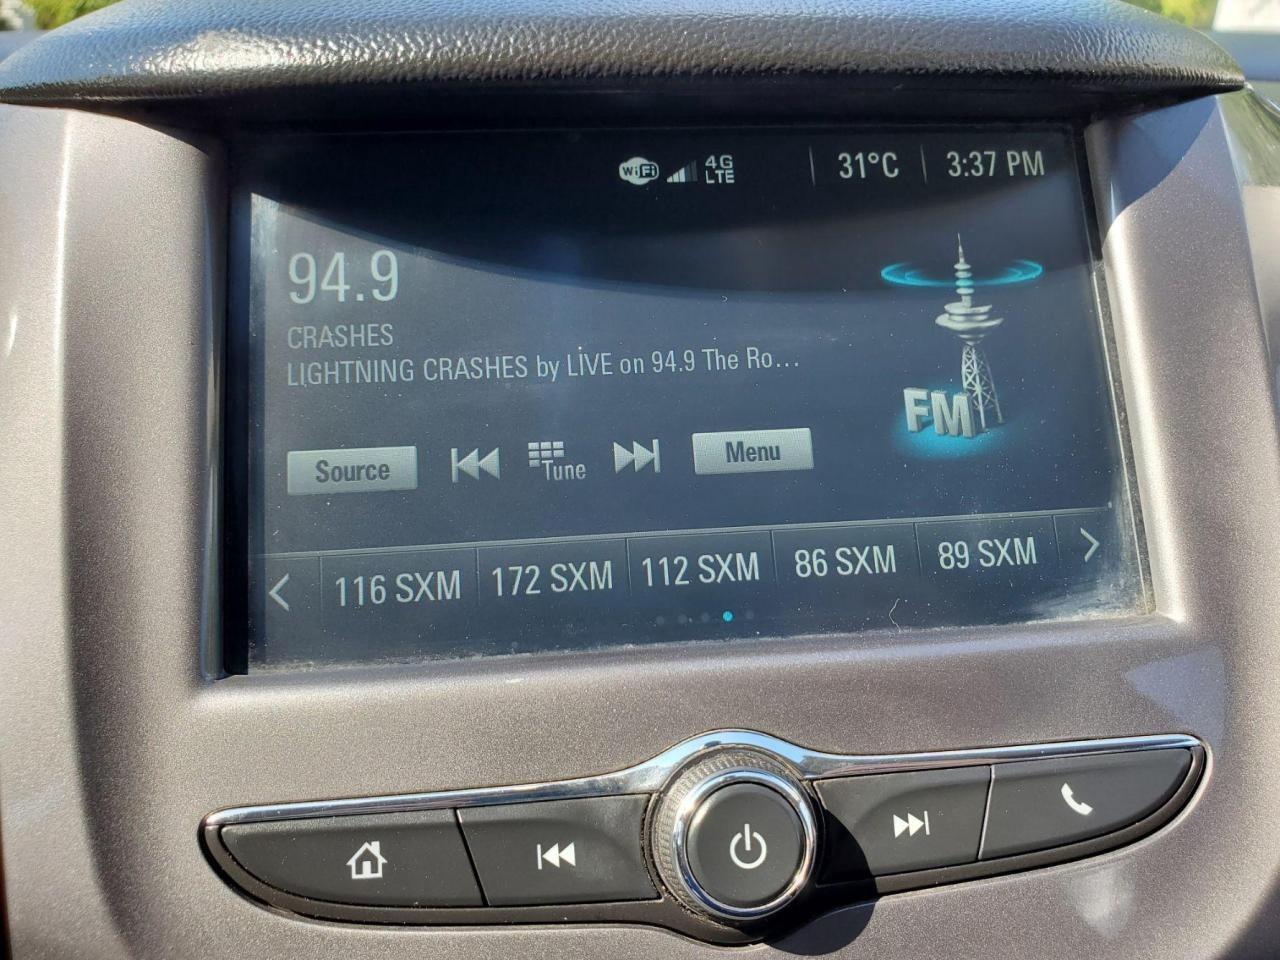 WiFi 4G LTE 31°C 3:37 PM
94.9
CRASHES
LIGHTNING CRASHES by LIVE on 94.9 The Ro...
FM
Source Tune Menu
116 SXM 172 SXM 112 SXM 86 SXM 89 SXM